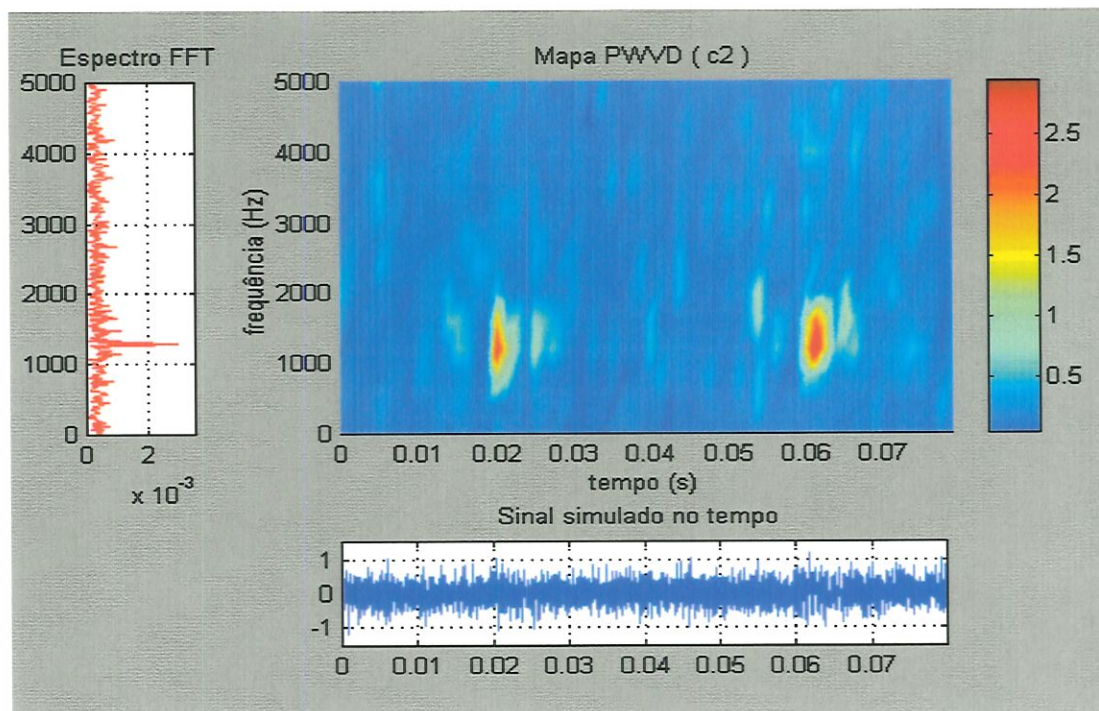 Espectro FFT
5000
4000
3000
2000
1000
0
0 2
x 10-3
Mapa PWVD ( c2 )
frequência (Hz)
5000
4000
3000
2000
1000
0
0 0.01 0.02 0.03 0.04 0.05 0.06 0.07
tempo (s)
2.5
2
1.5
1
0.5
Sinal simulado no tempo
1
0
-1
0 0.01 0.02 0.03 0.04 0.05 0.06 0.07